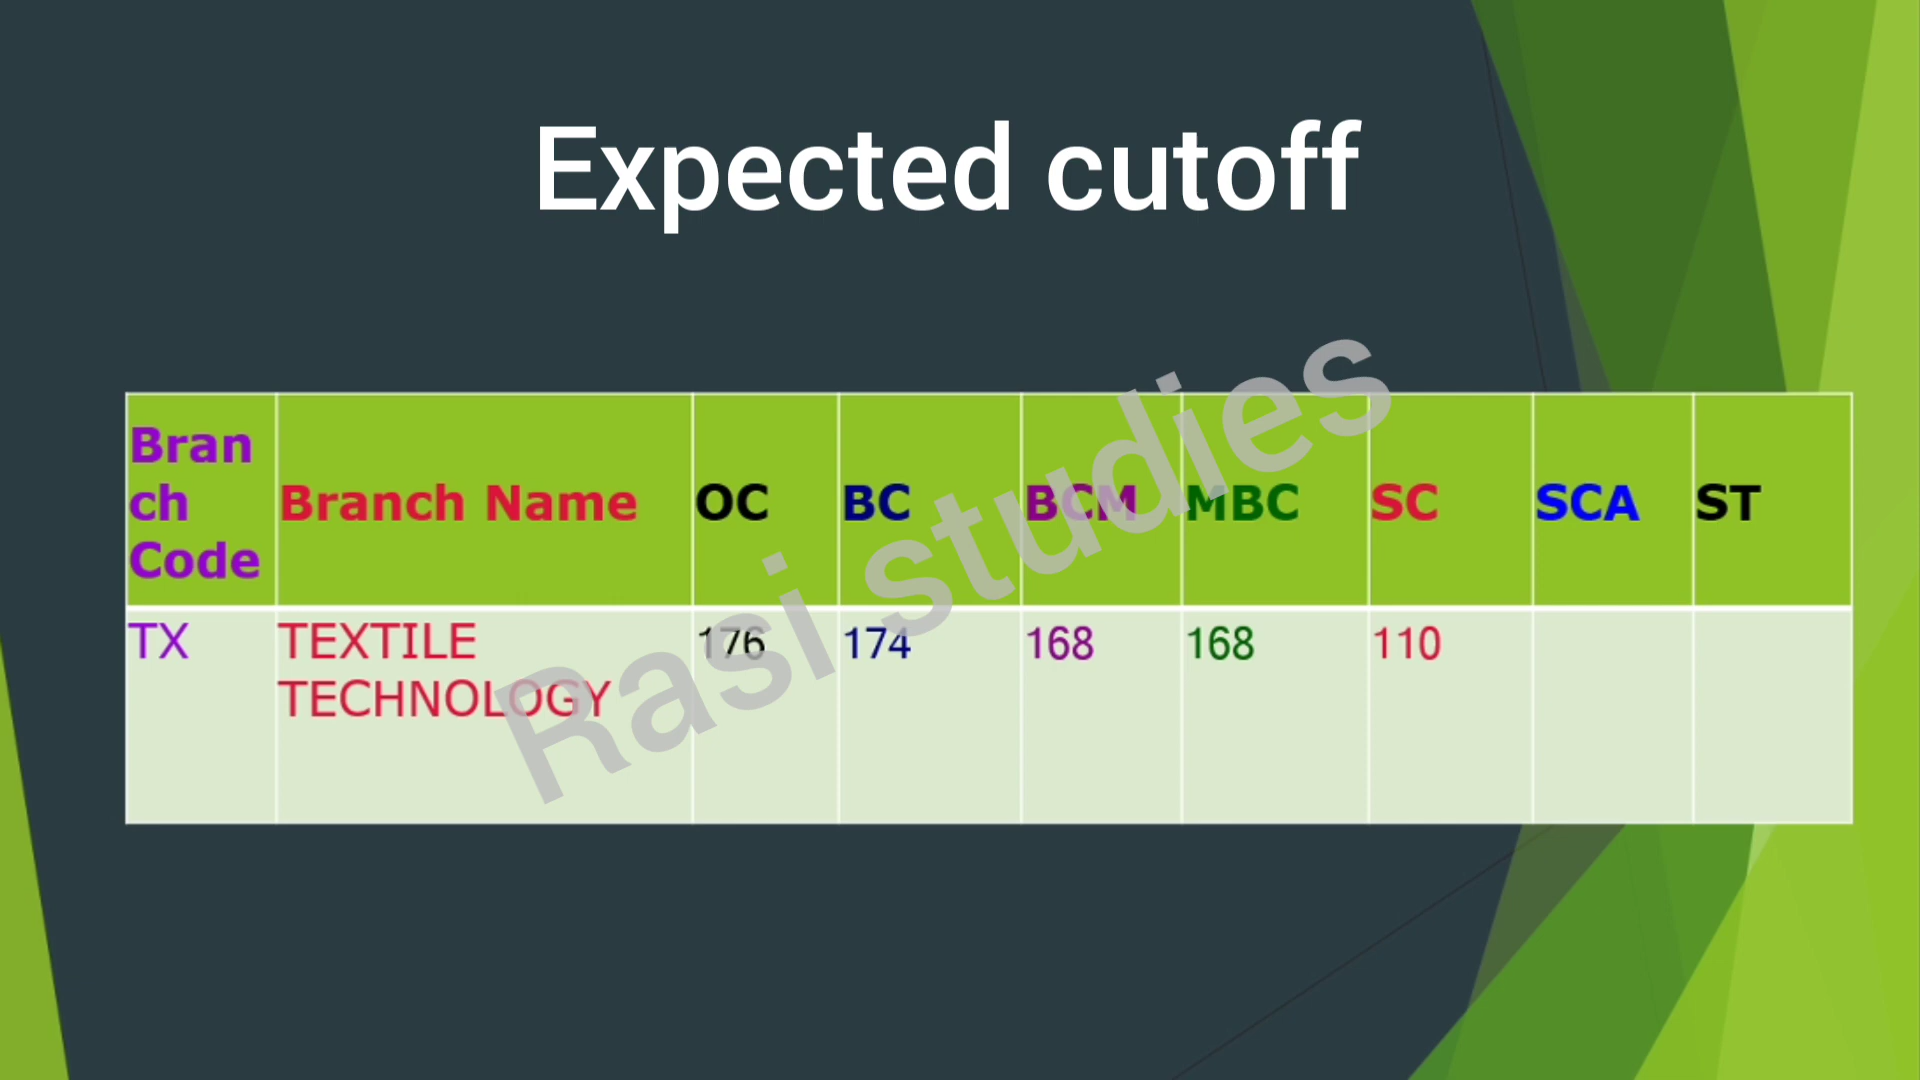 Expected cutoff
Bran
ch
Code
Branch Name
OC
BC
BCM
MBC
SC
SCA
ST
TX
TEXTILE
TECHNOLOGY
176
174
168
168
110
Rasi studies